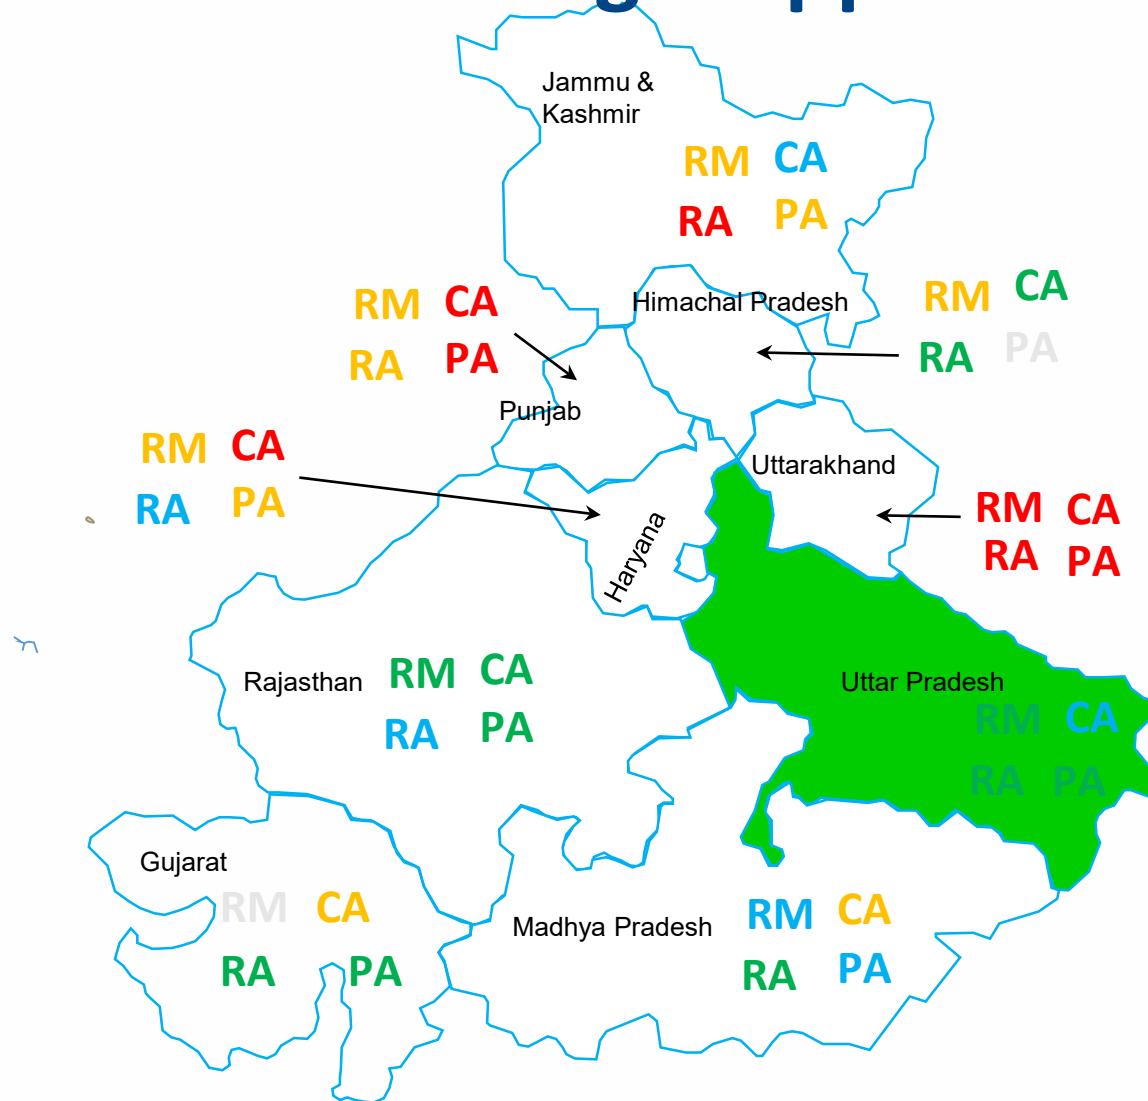 Jammu &
Kashmir
RM CA
RA PA
Himachal Pradesh
RM CA
RA PA
RM CA
RA PA
Punjab
RM CA
RA PA
Uttarakhand
RM CA
RA PA
Haryana
Rajasthan
RM CA
RA PA
Uttar Pradesh
RM CA
RA PA
Gujarat
RM CA
RA PA
Madhya Pradesh
RM CA
RA PA